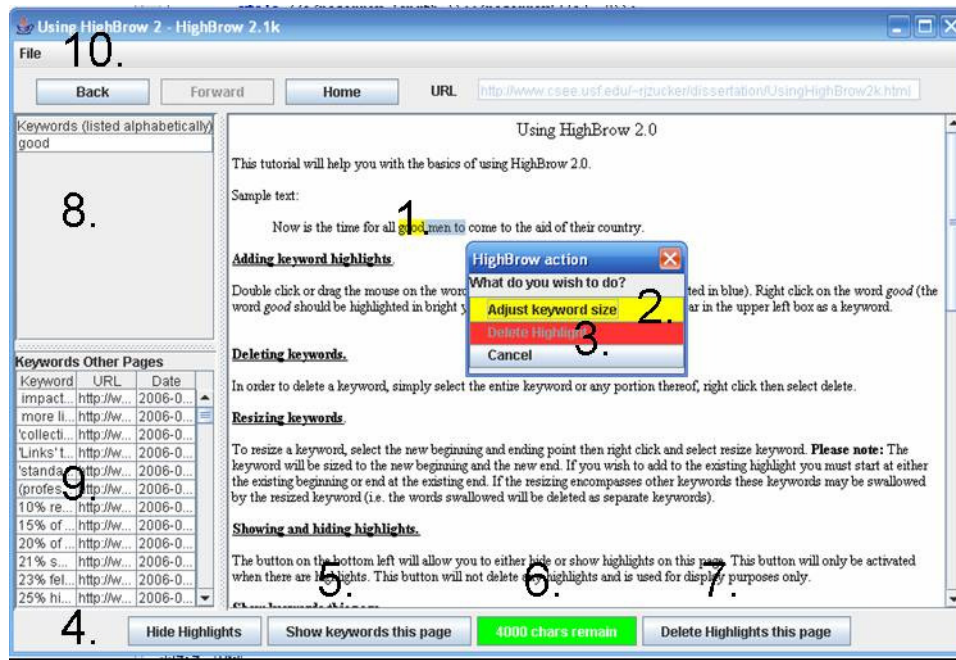 Using HighBrow 2 - HighBrow 2.1k
File
10.
Back Forward Home URL http://www.csee.usf.edu/~rjzucker/dissertation/UsingHighBrow2k.html
Keywords (listed alphabetically)
good
8.
Using HighBrow 2.0
This tutorial will help you with the basics of using HighBrow 2.0.
Sample text:
1.
Now is the time for all good men to come to the aid of their country.
Adding keyword highlights.
Double click or drag the mouse on the word ted in blue). Right click on the word good (the
word good should be highlighted in bright y ar in the upper left box as a keyword.
HighBrow action
What do you wish to do?
Adjust keyword size
2.
Delete Highlight
3.
Cancel
Deleting keywords.
In order to delete a keyword, simply select the entire keyword or any portion thereof, right click then select delete.
Resizing keywords.
To resize a keyword, select the new beginning and ending point then right click and select resize keyword. Please note: The
keyword will be sized to the new beginning and the new end. If you wish to add to the existing highlight you must start at either
the existing beginning or end at the existing end. If the resizing encompasses other keywords these keywords may be swallowed
by the resized keyword (i.e. the words swallowed will be deleted as separate keywords).
Showing and hiding highlights.
The button on the bottom left will allow you to either hide or show highlights on this page. This button will only be activated
when there are highlights. This button will not delete any highlights and is used for display purposes only.
Keywords Other Pages
Keyword URL Date
impact... http://w... 2006-0...
more li... http://w... 2006-0...
'collecti... http://w... 2006-0...
'Links' t... http://w... 2006-0...
'standa... http://w... 2006-0...
(profes... http://w... 2006-0...
9.
10% re... http://w... 2006-0...
15% of ... http://w... 2006-0...
20% of ... http://w... 2006-0...
21% s... http://w... 2006-0...
23% fel... http://w... 2006-0...
25% hi... http://w... 2006-0...
4. 5. 6. 7.
Hide Highlights Show keywords this page 4000 chars remain Delete Highlights this page